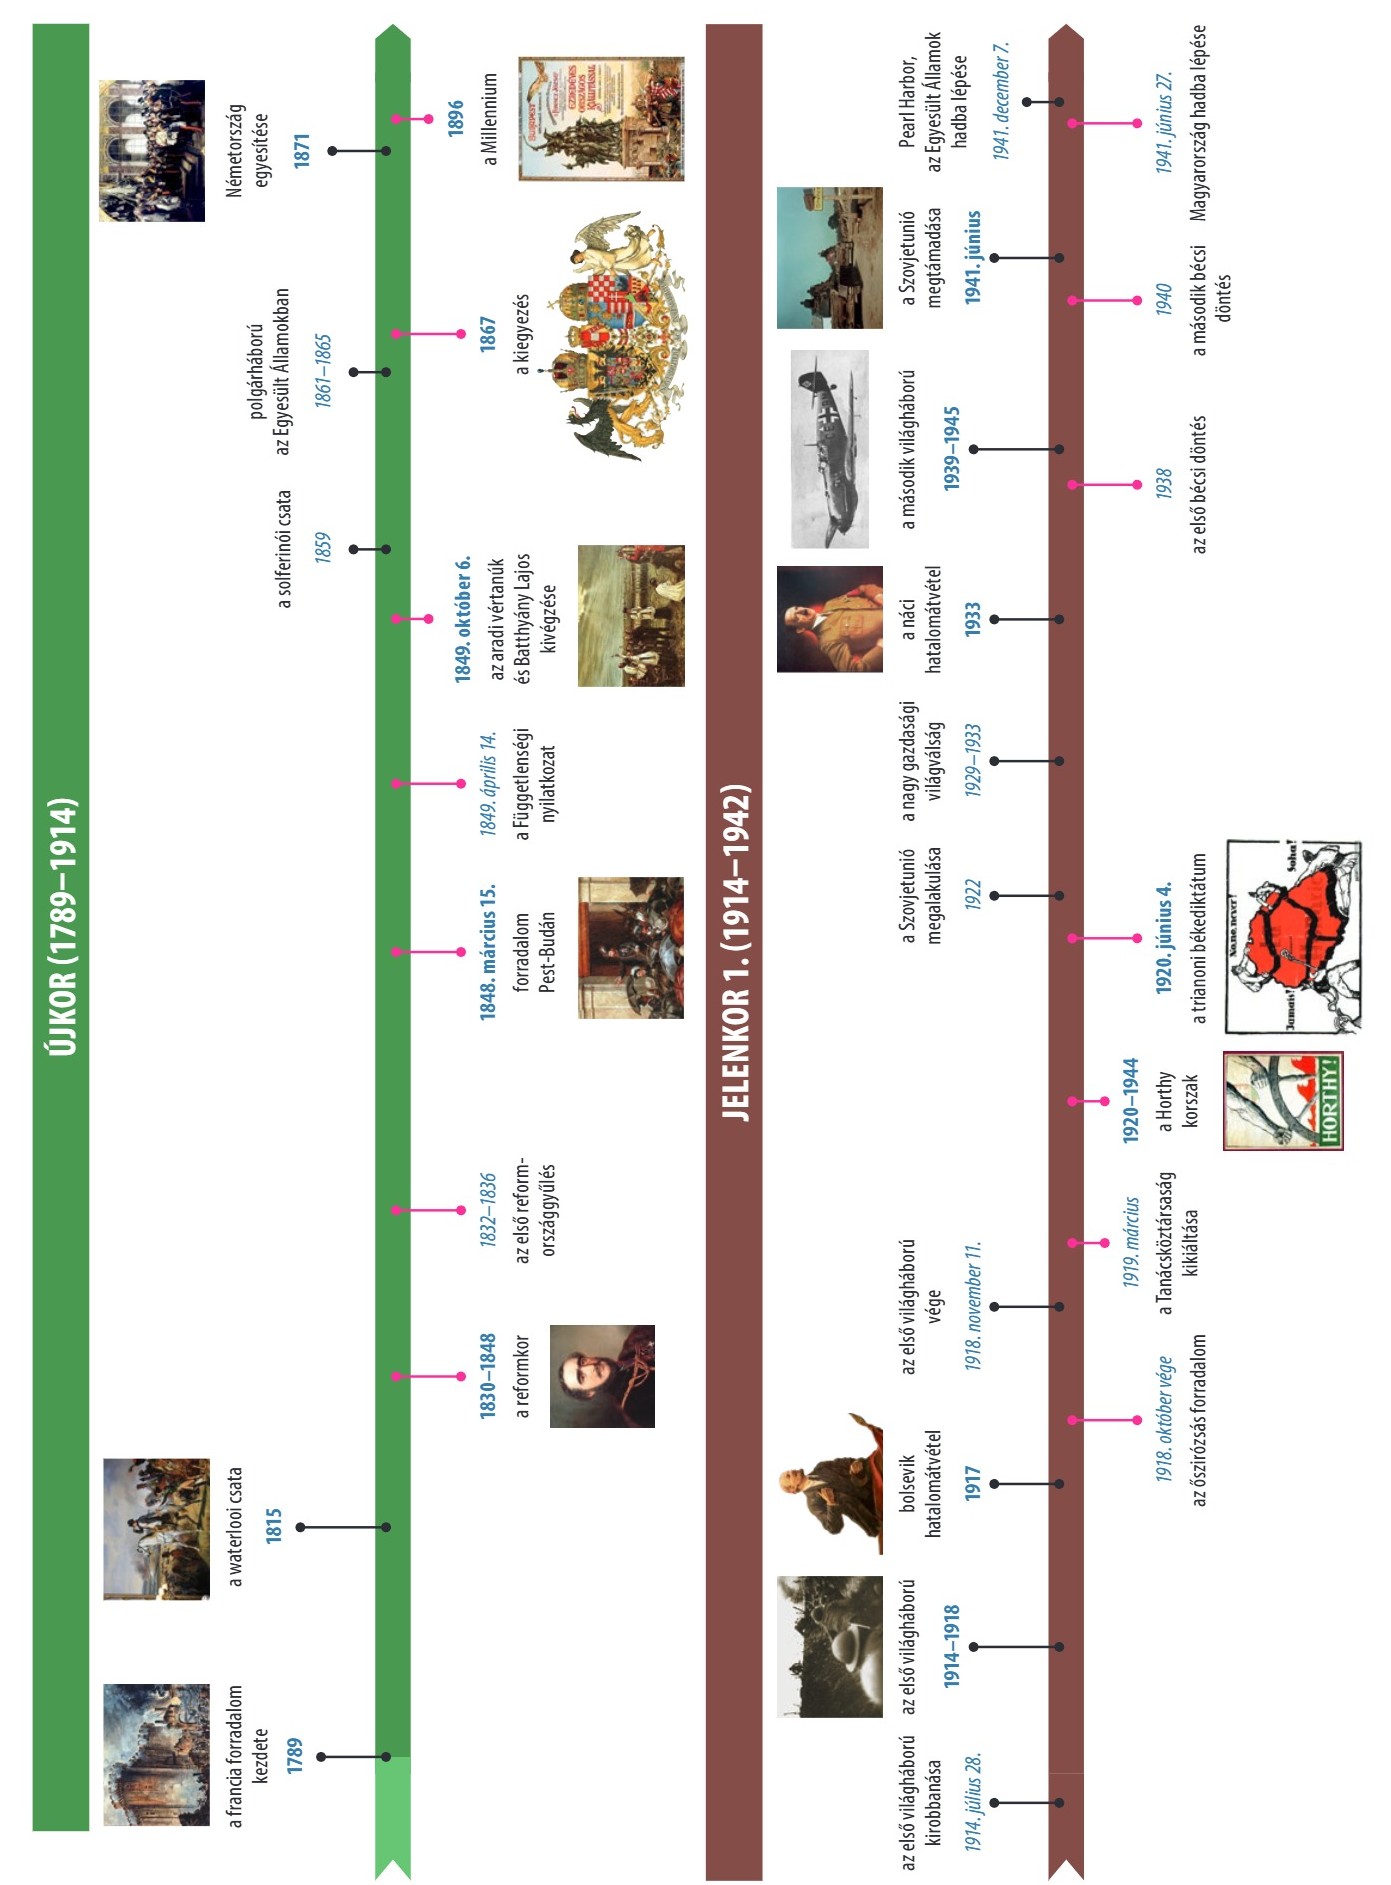 ÚJKOR (1789–1914)
a francia forradalom
kezdete
1789
a waterlooi csata
1815
a solferinói csata
1859
polgárháború
az Egyesült Államokban
1861–1865
Németország
egyesítése
1871
1830–1848
a reformkor
1832–1836
az első reform-
országgyűlés
1848. március 15.
forradalom
Pest-Budán
1849. április 14.
a Függetlenségi
nyilatkozat
1849. október 6.
az aradi vértanúk
és Batthyány Lajos
kivégzése
1867
a kiegyezés
1896
a Millennium
JELENKOR 1. (1914–1942)
az első világháború
kirobbanása
1914. július 28.
az első világháború
1914–1918
bolsevik
hatalomátvétel
1917
az első világháború
vége
1918. november 11.
a Szovjetunió
megalakulása
1922
a nagy gazdasági
világválság
1929–1933
a náci
hatalomátvétel
1933
a második világháború
1939–1945
a Szovjetunió
megtámadása
1941. június
Pearl Harbor,
az Egyesült Államok
hadba lépése
1941. december 7.
1918. október vége
az őszirózsás forradalom
1919. március
a Tanácsköztársaság
kikiáltása
1920–1944
a Horthy
korszak
HORTHY!
1920. június 4.
a trianoni békediktátum
No, no, never!
Jamais!
Soha!
1938
az első bécsi döntés
1940
a második bécsi
döntés
1941. június 27.
Magyarország hadba lépése